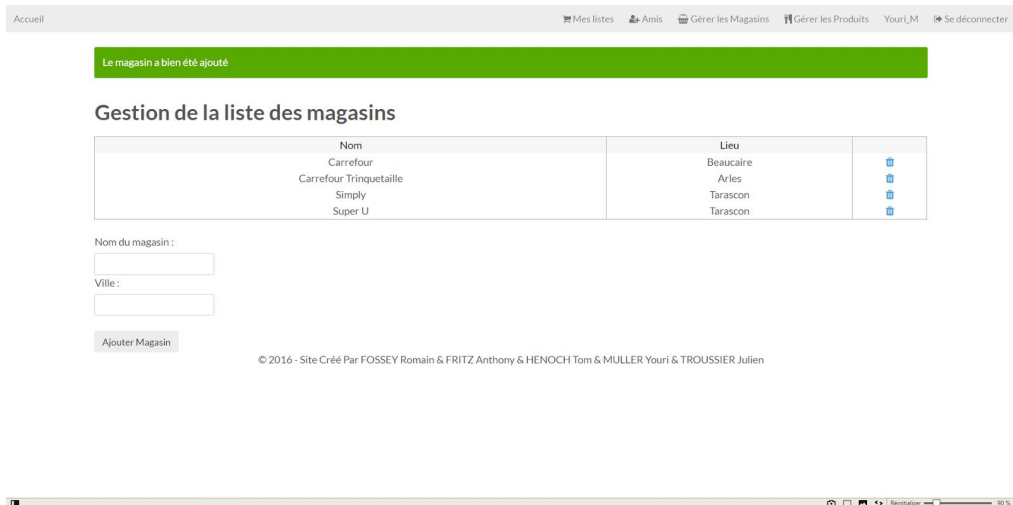 Accueil Mes listes Amis Gérer les Magasins Gérer les Produits Youri_M Se déconnecter
Le magasin a bien été ajouté
Gestion de la liste des magasins
Nom Lieu
Carrefour Beaucaire
Carrefour Trinquetaille Arles
Simply Tarascon
Super U Tarascon
Nom du magasin :
Ville :
Ajouter Magasin
© 2016 - Site Créé Par FOSSEY Romain & FRITZ Anthony & HENOCH Tom & MULLER Youri & TROUSSIER Julien
Réinitialiser 90 %